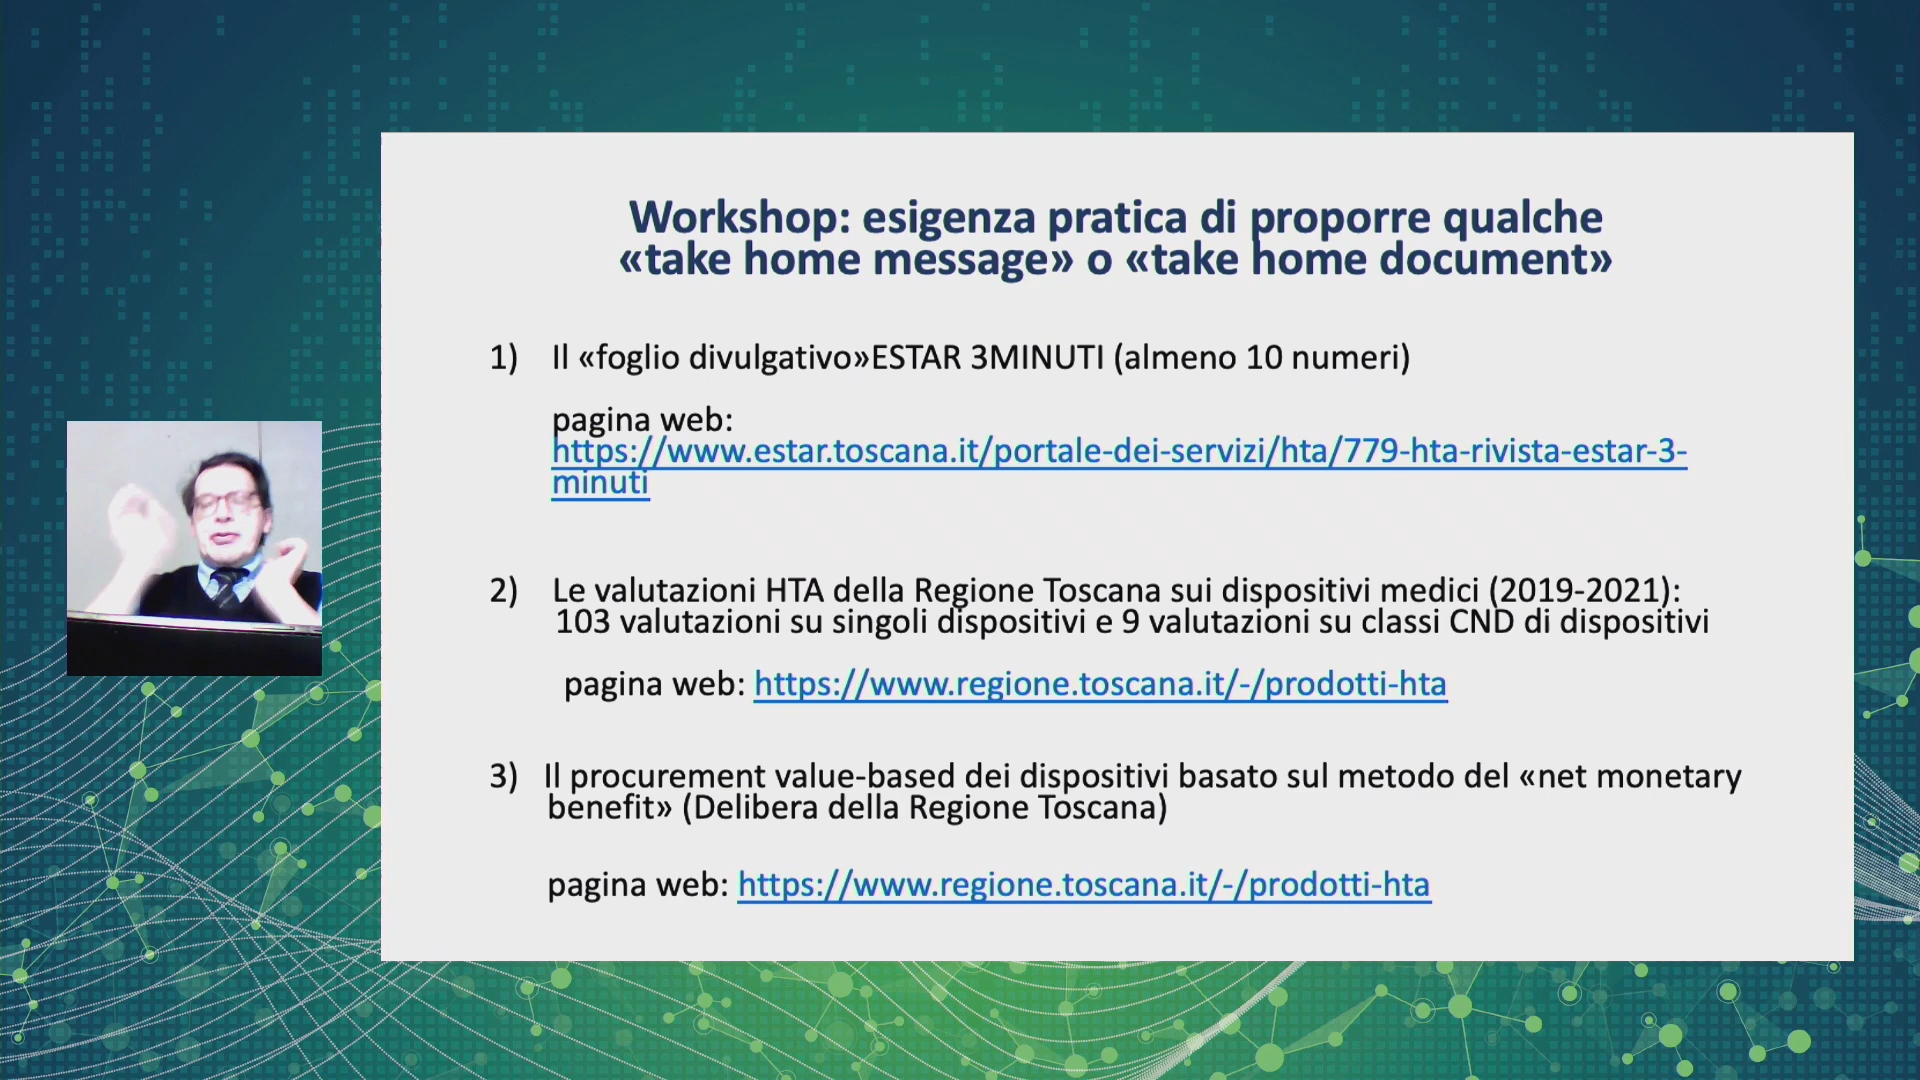 Workshop: esigenza pratica di proporre qualche
«take home message» o «take home document»
1) Il «foglio divulgativo»ESTAR 3MINUTI (almeno 10 numeri)
pagina web:
https://www.estar.toscana.it/portale-dei-servizi/hta/779-hta-rivista-estar-3-
minuti
2) Le valutazioni HTA della Regione Toscana sui dispositivi medici (2019-2021):
103 valutazioni su singoli dispositivi e 9 valutazioni su classi CND di dispositivi
pagina web: https://www.regione.toscana.it/-/prodotti-hta
3) Il procurement value-based dei dispositivi basato sul metodo del «net monetary
benefit» (Delibera della Regione Toscana)
pagina web: https://www.regione.toscana.it/-/prodotti-hta